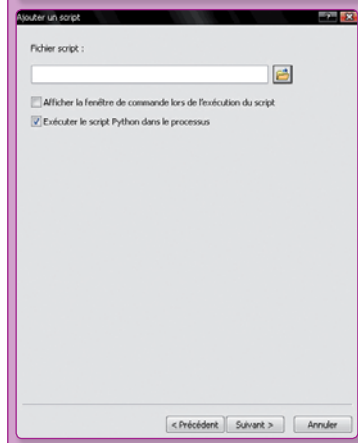 Ajouter un script
Fichier script :
Afficher la fenêtre de commande lors de l'exécution du script
Exécuter le script Python dans le processus
< Précédent
Suivant >
Annuler